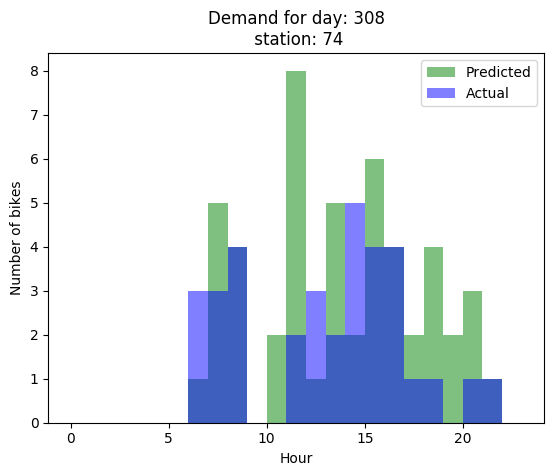 Demand for day: 308
station: 74
Predicted
Actual
Number of bikes
8
7
6
5
4
3
2
1
0
0 5 10 15 20
Hour